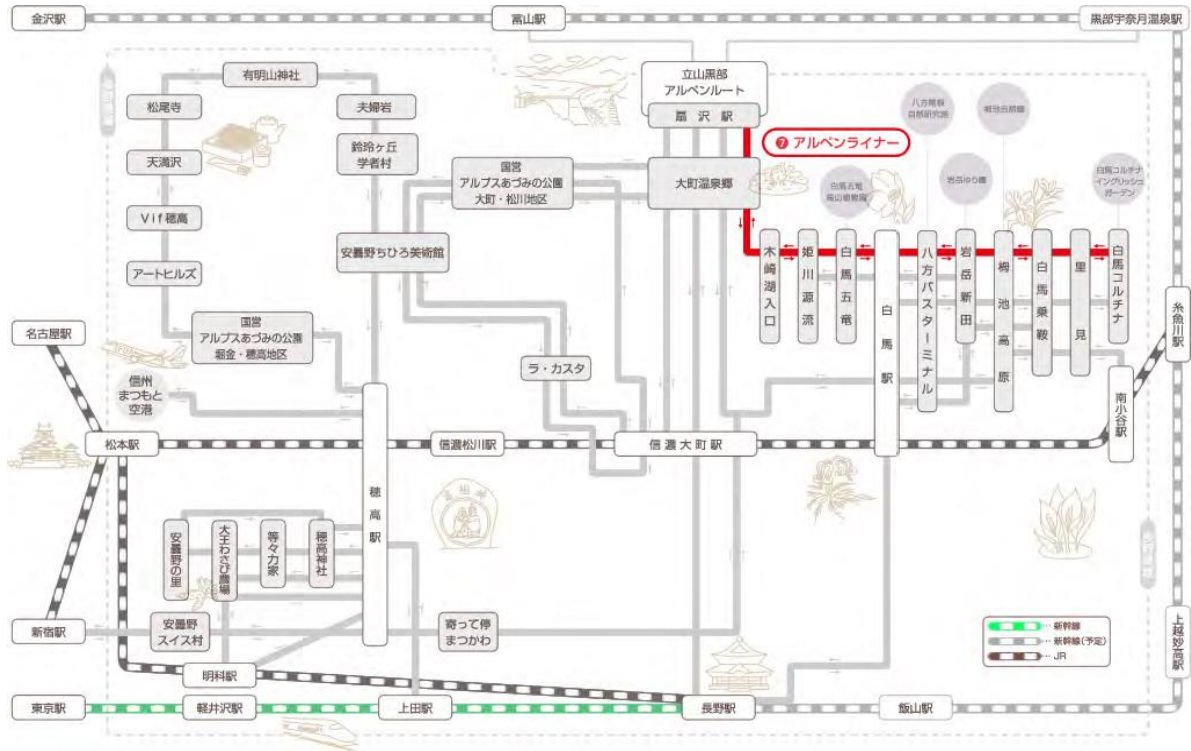 金沢駅
富山駅
黒部宇奈月温泉駅
有明山神社
立山黒部
アルペンルート
扇沢駅
松尾寺
夫婦岩
八方尾根
自然研究路
栂池自然園
❼ アルペンライナー
鈴玲ヶ丘
学者村
天満沢
国営
アルプスあづみの公園
大町・松川地区
大町温泉郷
白馬五竜
高山植物園
岩岳ゆり園
白馬コルチナ
イングリッシュ
ガーデン
Vif穂高
安曇野ちひろ美術館
木崎湖入口
姫川源流
白馬五竜
白馬駅
八方バスターミナル
岩岳新田
栂池高原
白馬乗鞍
里見
白馬コルチナ
アートヒルズ
糸魚川駅
名古屋駅
国営
アルプスあづみの公園
堀金・穂高地区
ラ・カスタ
信州
まつもと
空港
南小谷駅
松本駅
信濃松川駅
信濃大町駅
穂高駅
安曇野の里
大王わさび農場
等々力家
穂高神社
新宿駅
安曇野
スイス村
寄って停
まつかわ
…新幹線
…新幹線(予定)
…JR
上越妙高駅
明科駅
東京駅
軽井沢駅
上田駅
長野駅
飯山駅